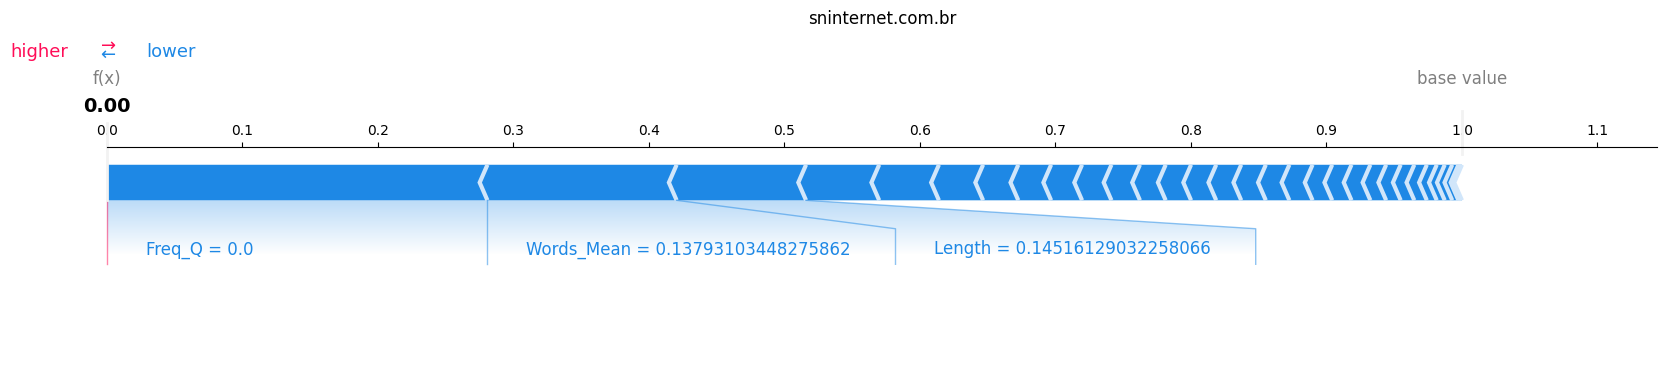 sninternet.com.br
higher → ← lower
f(x) base value
0.00
0.0 0.1 0.2 0.3 0.4 0.5 0.6 0.7 0.8 0.9 1.0 1.1
Freq_Q = 0.0 Words_Mean = 0.13793103448275862 Length = 0.14516129032258066